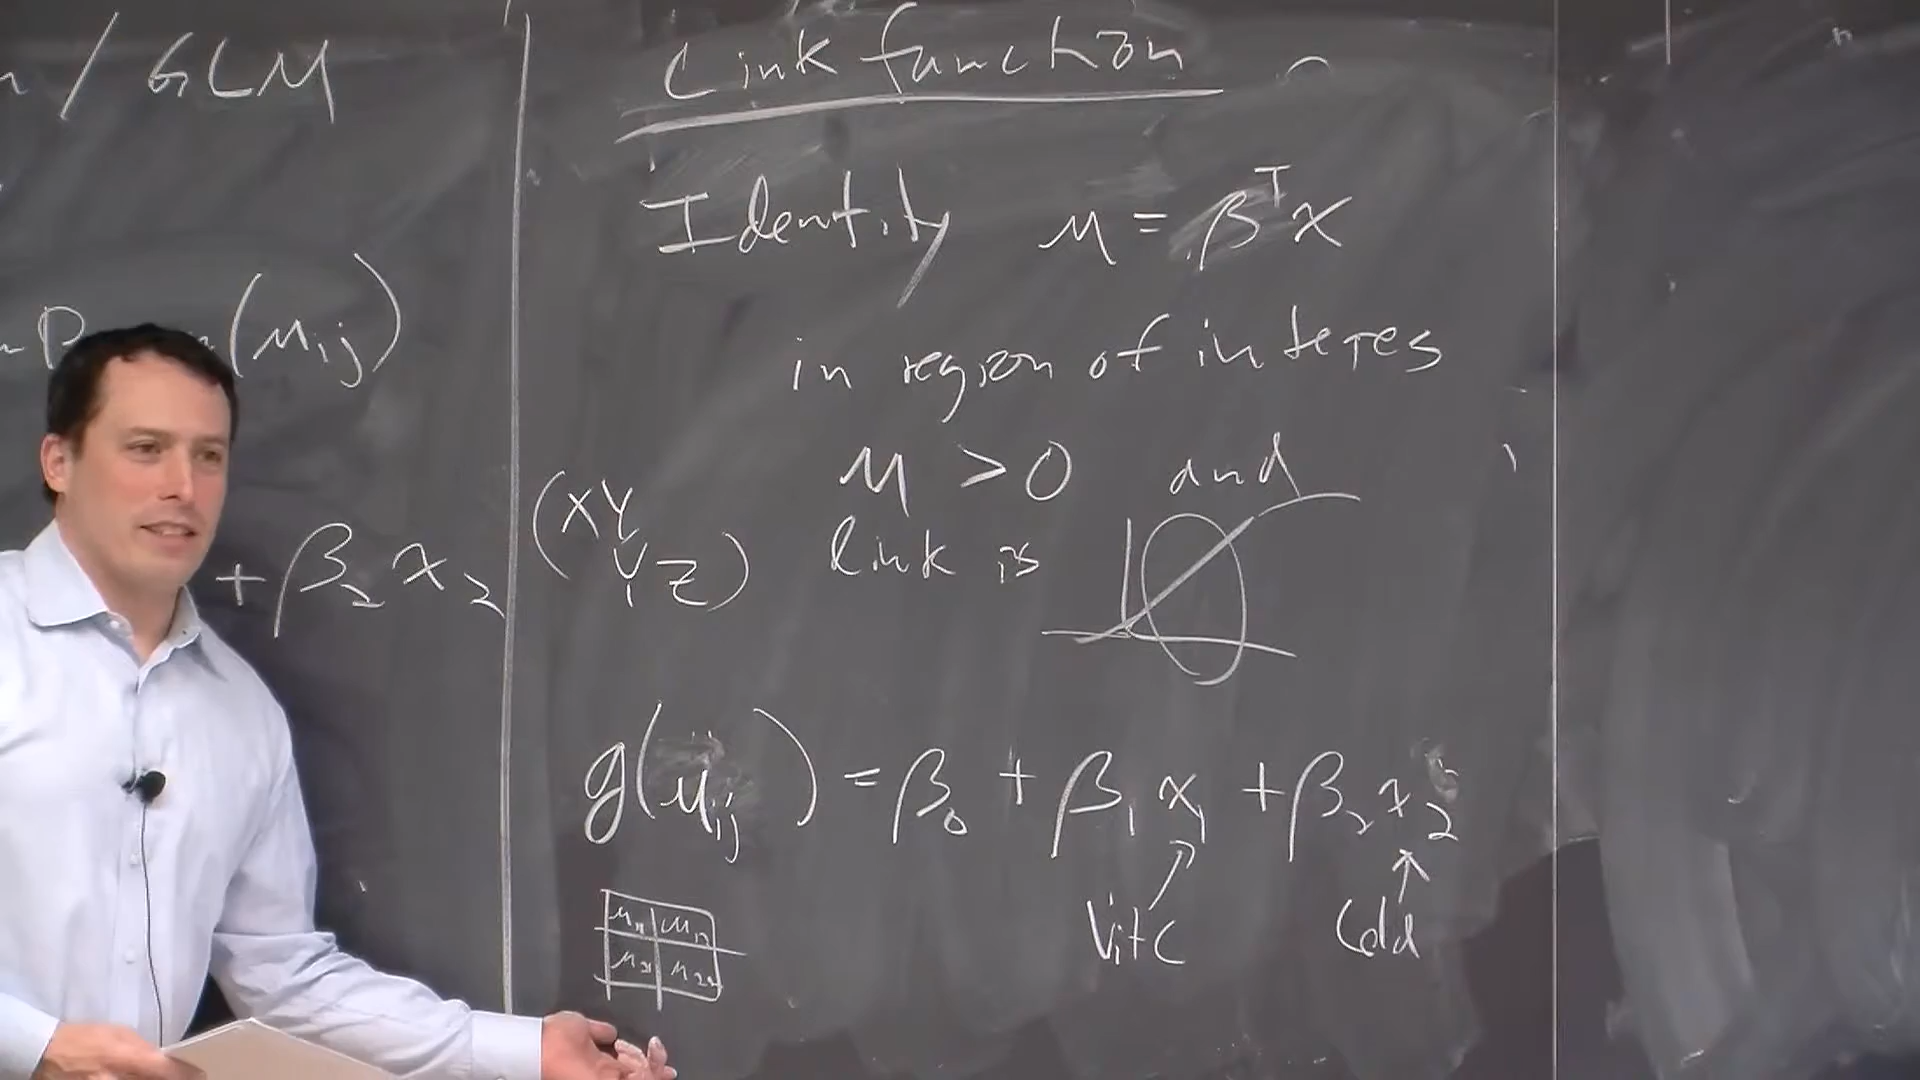 / GLM
(μij)
+ β2 x2
Link function
Identity μ = β^T x
in region of interes
μ > 0 and
link is
(XY
YZ)
g(μij) = β0 + β1 x1 + β2 x2
Vit C Cold
μ11 μ12
μ21 μ22